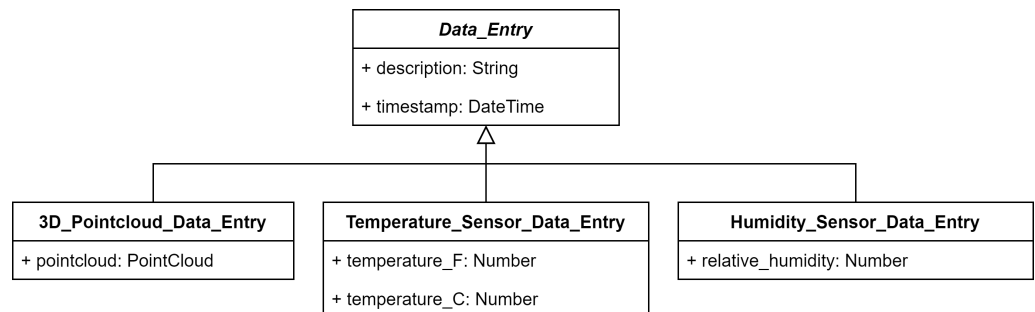 Data_Entry
+ description: String
+ timestamp: DateTime
3D_Pointcloud_Data_Entry
+ pointcloud: PointCloud
Temperature_Sensor_Data_Entry
+ temperature_F: Number
+ temperature_C: Number
Humidity_Sensor_Data_Entry
+ relative_humidity: Number